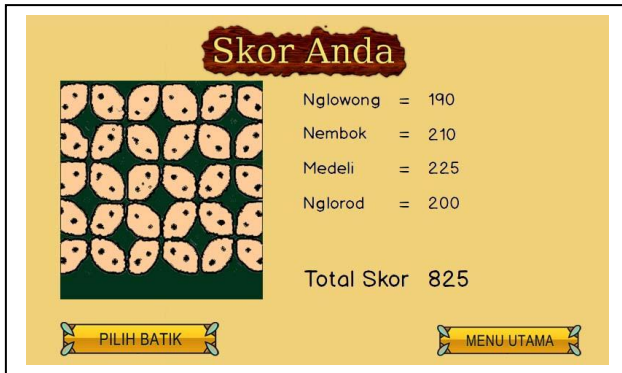 Skor Anda
Nglowong = 190
Nembok = 210
Medeli = 225
Nglorod = 200
Total Skor 825
PILIH BATIK
MENU UTAMA